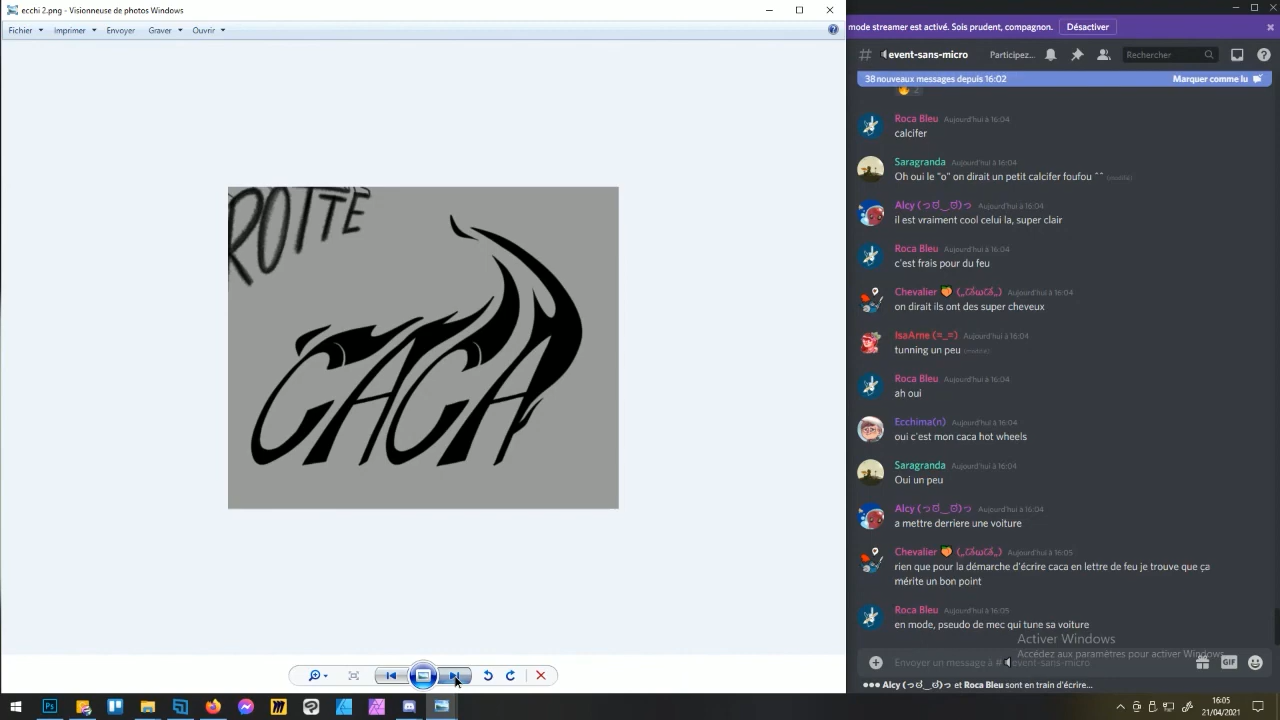 ecchi 2.png - Visionneuse de photos Windows
Fichier Imprimer Envoyer Graver Ouvrir
ROTTE
CACA
mode streamer est activé. Sois prudent, compagnon. Désactiver
# event-sans-micro Participez... Rechercher
38 nouveaux messages depuis 16:02 Marquer comme lu
2
Roca Bleu Aujourd'hui à 16:04
calcifer
Saragranda Aujourd'hui à 16:04
Oh oui le "o" on dirait un petit calcifer foufou ^^ (modifié)
Alcy Aujourd'hui à 16:04
il est vraiment cool celui la, super clair
Roca Bleu Aujourd'hui à 16:04
c'est frais pour du feu
Chevalier Aujourd'hui à 16:04
on dirait ils ont des super cheveux
IsaArne (=_=) Aujourd'hui à 16:04
tunning un peu (modifié)
Roca Bleu Aujourd'hui à 16:04
ah oui
Ecchima(n) Aujourd'hui à 16:04
oui c'est mon caca hot wheels
Saragranda Aujourd'hui à 16:04
Oui un peu
Alcy Aujourd'hui à 16:04
a mettre derriere une voiture
Chevalier Aujourd'hui à 16:05
rien que pour la démarche d'écrire caca en lettre de feu je trouve que ça
mérite un bon point
Roca Bleu Aujourd'hui à 16:05
en mode, pseudo de mec qui tune sa voiture
Activer Windows
Accédez aux paramètres pour activer Windows.
Envoyer un message à # event-sans-micro
GIF
Alcy et Roca Bleu sont en train d'écrire...
16:05
21/04/2021